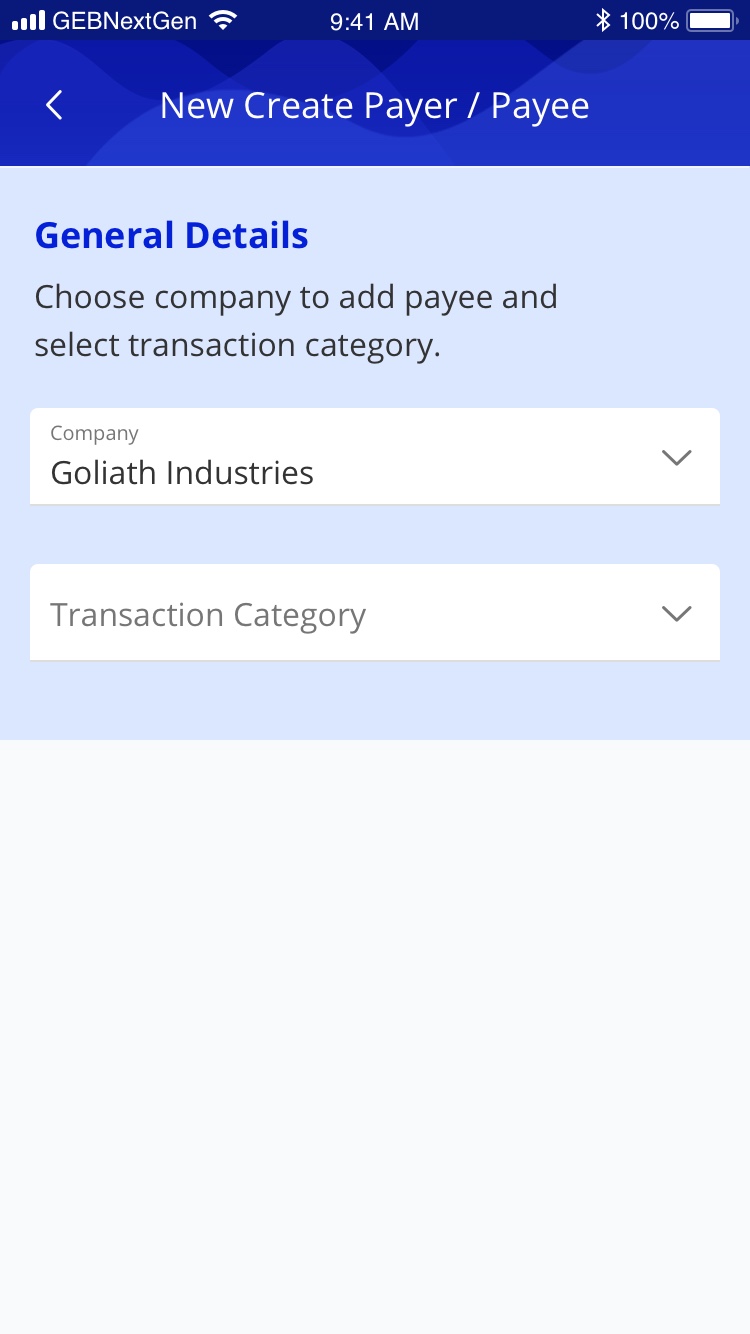 GEBNextGen 9:41 AM 100%
New Create Payer / Payee
General Details
Choose company to add payee and
select transaction category.
Company
Goliath Industries
Transaction Category